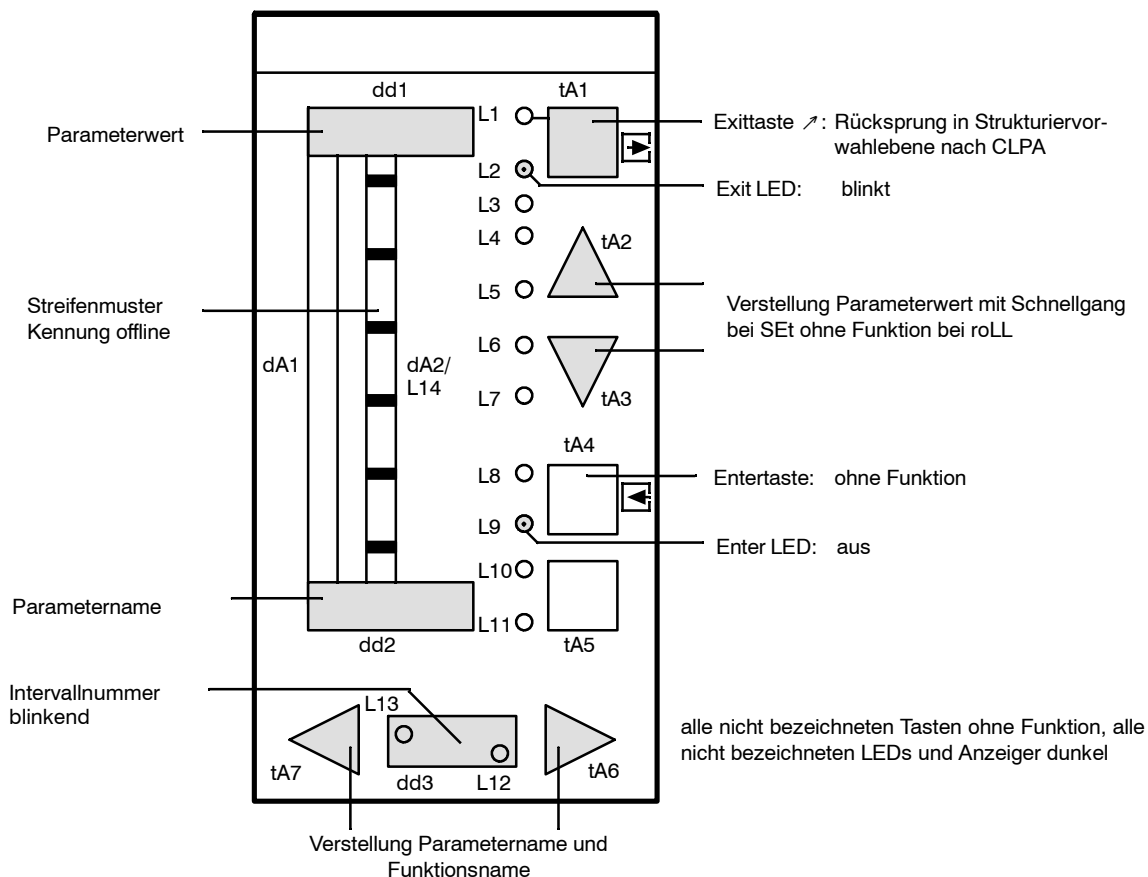 dd1
L1
tA1
Parameterwert
Exittaste ↗: Rücksprung in Strukturiervor-
wahlebene nach CLPA
L2
Exit LED: blinkt
L3
L4
tA2
L5
Streifenmuster
Kennung offline
Verstellung Parameterwert mit Schnellgang
bei SEt ohne Funktion bei roLL
L6
dA1
dA2/
L14
L7
tA3
tA4
L8
Entertaste: ohne Funktion
L9
Enter LED: aus
L10
Parametername
L11
dd2
tA5
Intervallnummer
blinkend
L13
alle nicht bezeichneten Tasten ohne Funktion, alle
nicht bezeichneten LEDs und Anzeiger dunkel
tA7
dd3
L12
tA6
Verstellung Parametername und
Funktionsname